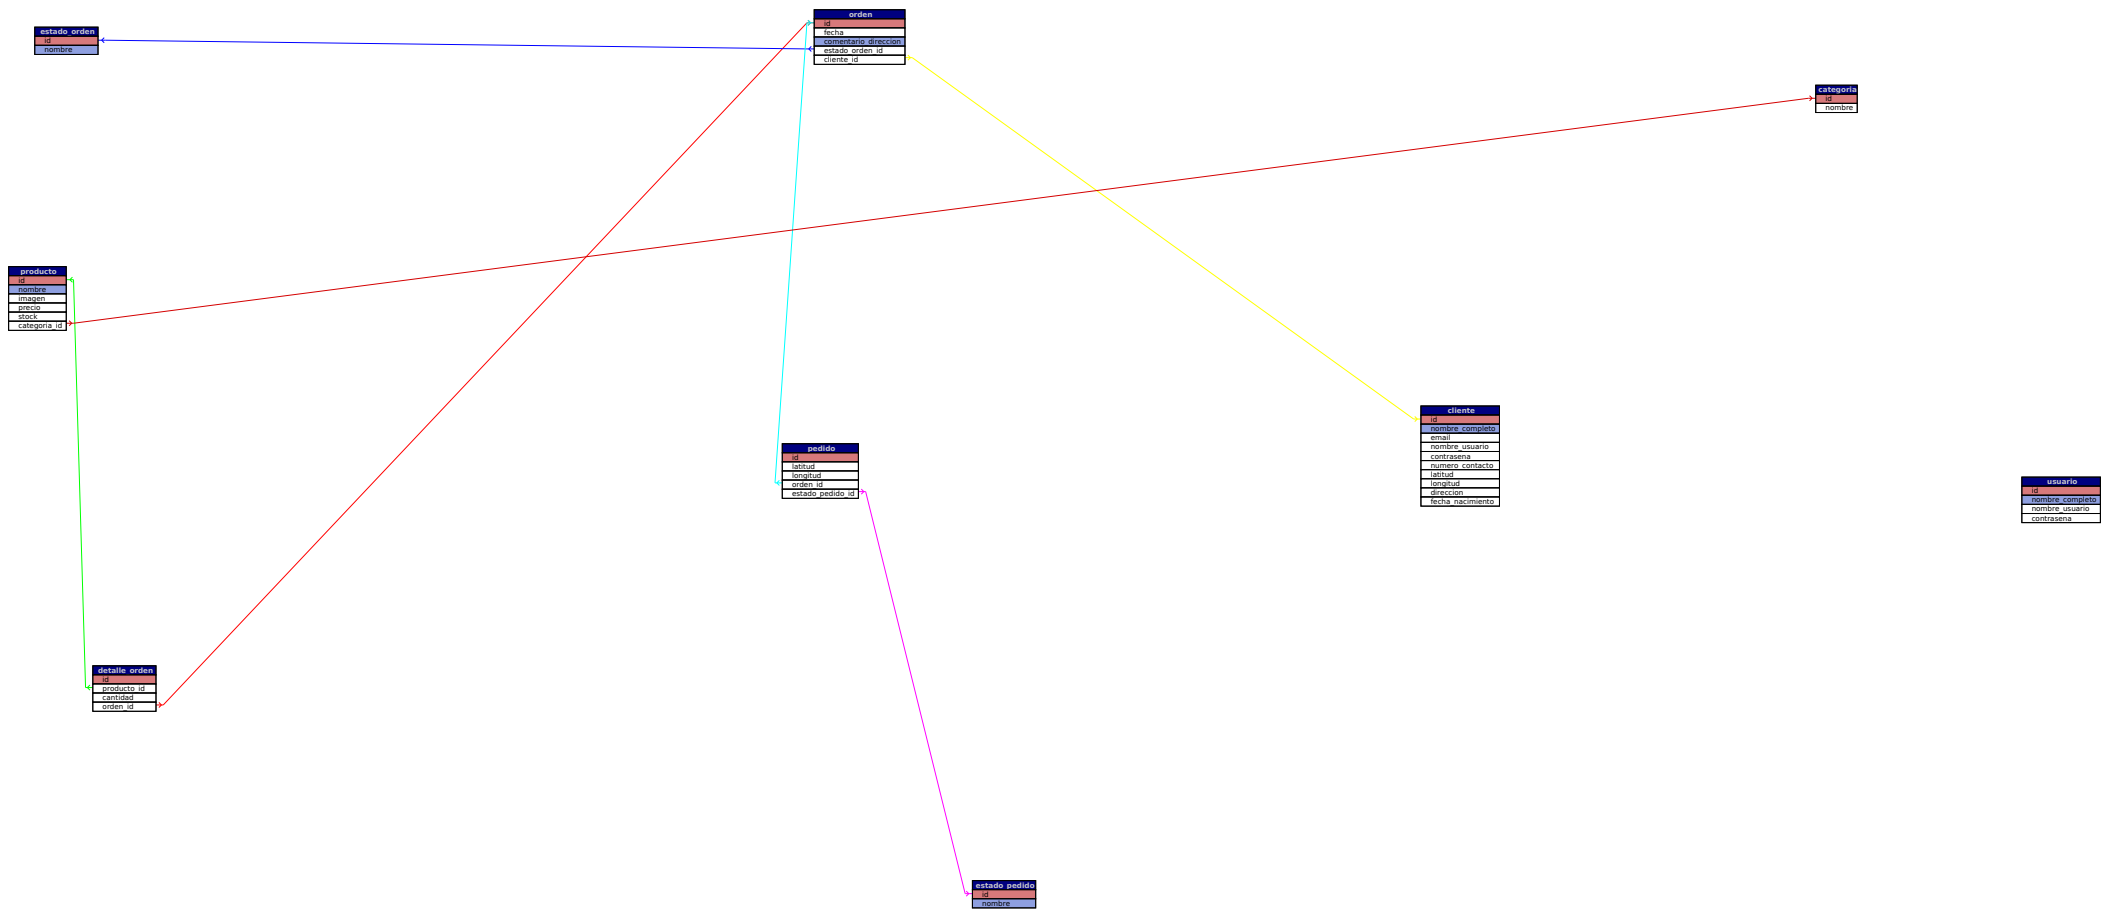 estado_orden
id
nombre
orden
id
fecha
comentario_direccion
estado_orden_id
cliente_id
categoria
id
nombre
producto
id
nombre
imagen
precio
stock
categoria_id
cliente
id
nombre_completo
email
nombre_usuario
contrasena
numero_contacto
latitud
longitud
direccion
fecha_nacimiento
pedido
id
latitud
longitud
orden_id
estado_pedido_id
usuario
id
nombre_completo
nombre_usuario
contrasena
detalle_orden
id
producto_id
cantidad
orden_id
estado_pedido
id
nombre